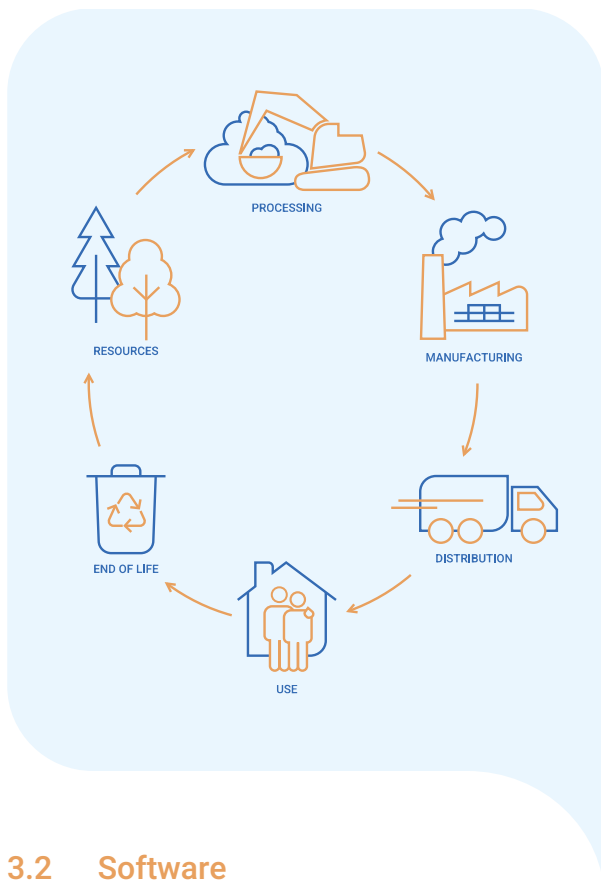 PROCESSING
RESOURCES
MANUFACTURING
DISTRIBUTION
END OF LIFE
USE
3.2 Software